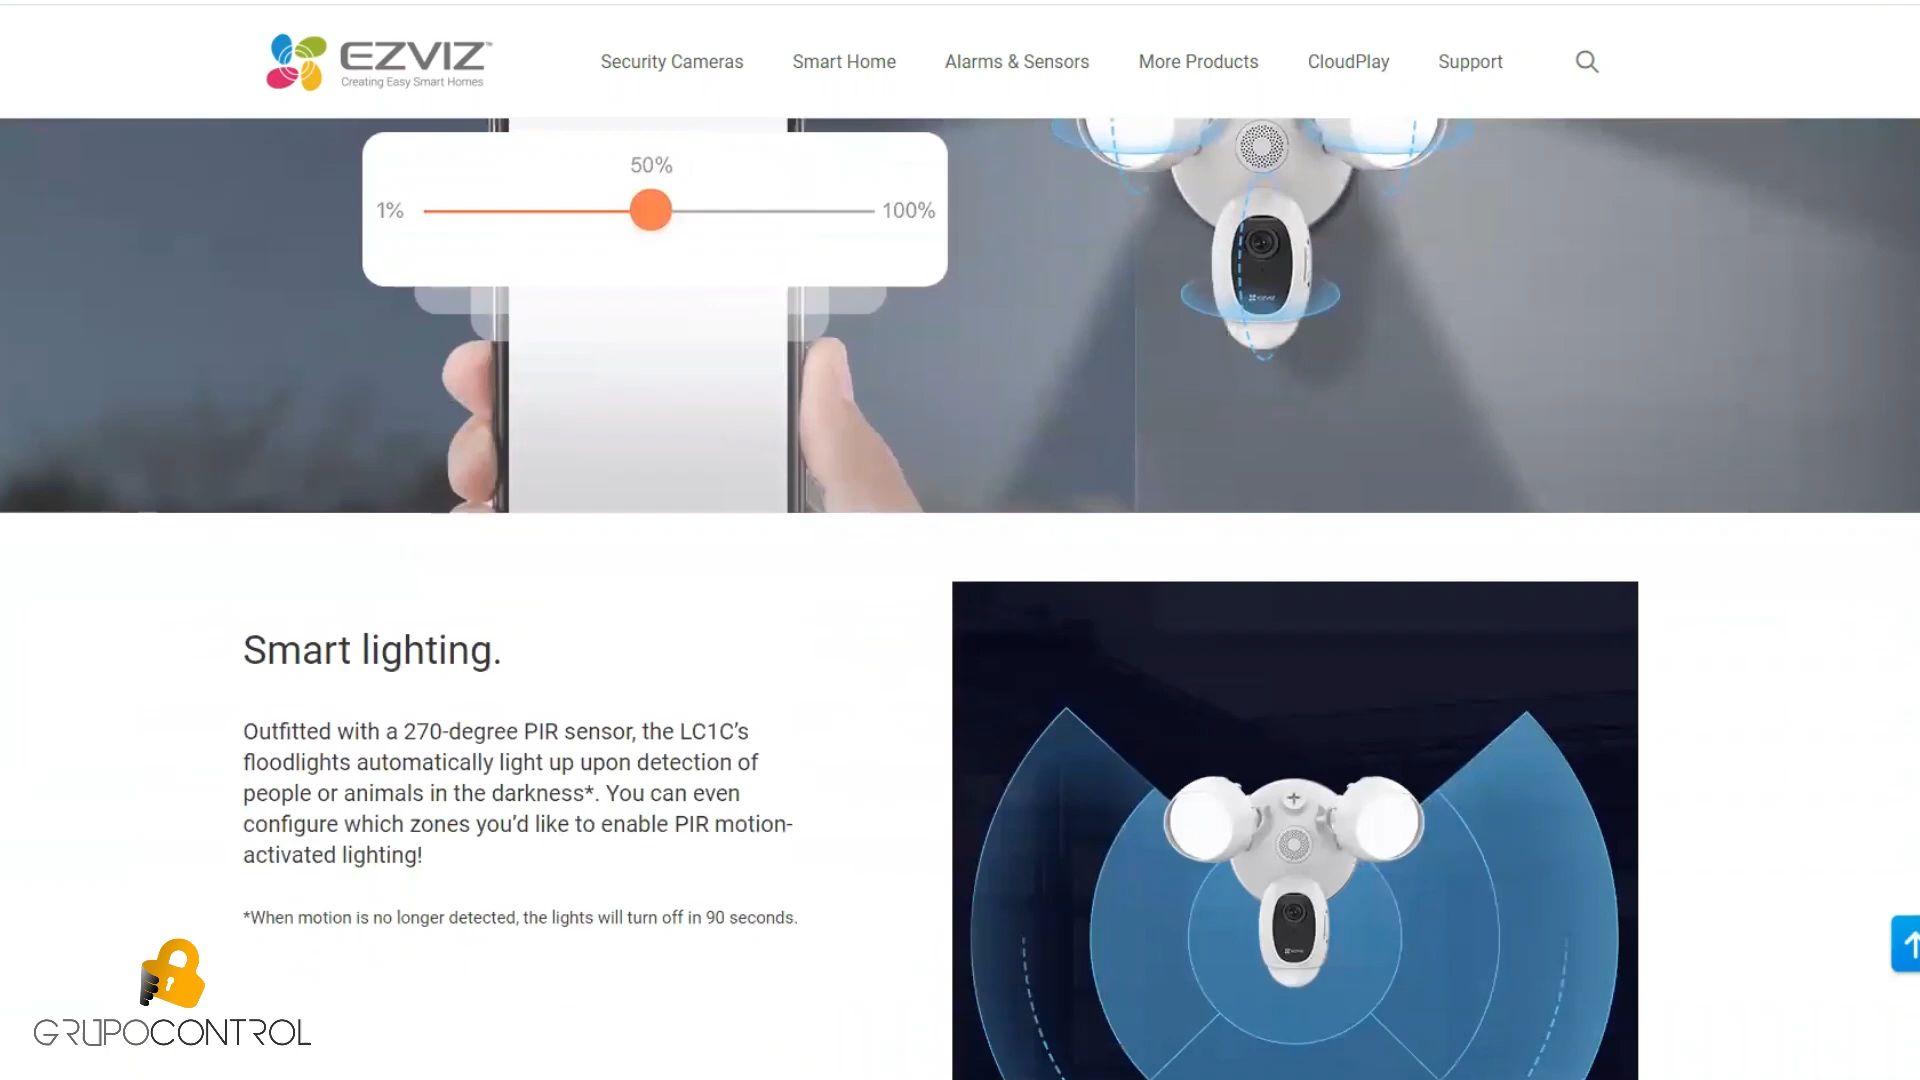 EZVIZ™
Creating Easy Smart Homes
Security Cameras
Smart Home
Alarms & Sensors
More Products
CloudPlay
Support
50%
1%
100%
EZVIZ
Smart lighting.
Outfitted with a 270-degree PIR sensor, the LC1C’s
floodlights automatically light up upon detection of
people or animals in the darkness*. You can even
configure which zones you’d like to enable PIR motion-
activated lighting!
*When motion is no longer detected, the lights will turn off in 90 seconds.
EZVIZ
GRUPOCONTROL